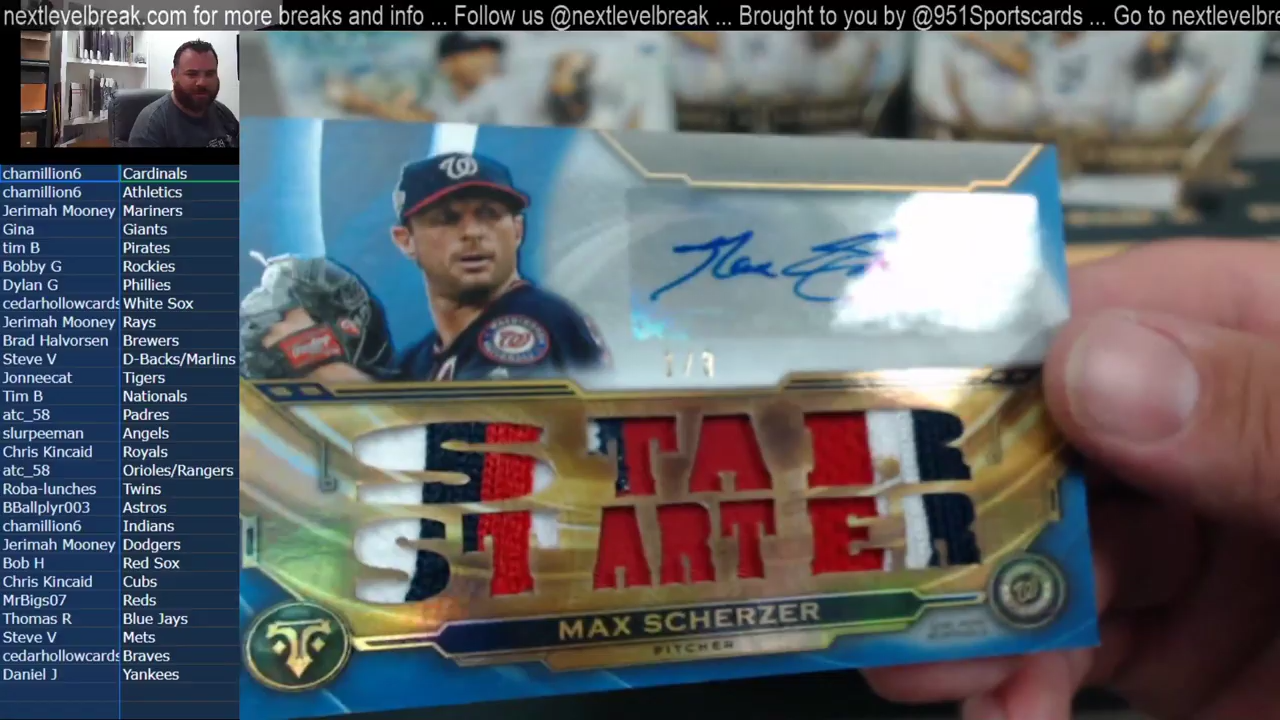 nextlevelbreak.com for more breaks and info ... Follow us @nextlevelbreak ... Brought to you by @951Sportscards ... Go to nextlevelbre
chamillion6 Cardinals
chamillion6 Athletics
Jerimah Mooney Mariners
Gina Giants
tim B Pirates
Bobby G Rockies
Dylan G Phillies
cedarhollowcards White Sox
Jerimah Mooney Rays
Brad Halvorsen Brewers
Steve V D-Backs/Marlins
Jonneecat Tigers
Tim B Nationals
atc_58 Padres
slurpeeman Angels
Chris Kincaid Royals
atc_58 Orioles/Rangers
Roba-lunches Twins
BBallplyr003 Astros
chamillion6 Indians
Jerimah Mooney Dodgers
Bob H Red Sox
Chris Kincaid Cubs
MrBigs07 Reds
Thomas R Blue Jays
Steve V Mets
cedarhollowcards Braves
Daniel J Yankees
W
Max
STAR
STARTER
MAX SCHERZER
PITCHER